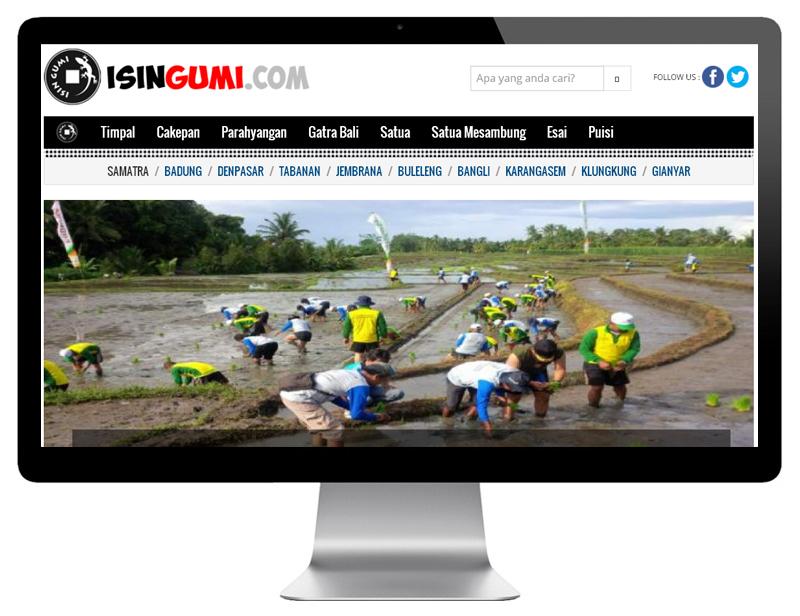 ISIN GUMI
ISINGUMI.COM
Apa yang anda cari?
FOLLOW US :
Timpal Cakepan Parahyangan Gatra Bali Satua Satua Mesambung Esai Puisi
SAMATRA / BADUNG / DENPASAR / TABANAN / JEMBRANA / BULELENG / BANGLI / KARANGASEM / KLUNGKUNG / GIANYAR